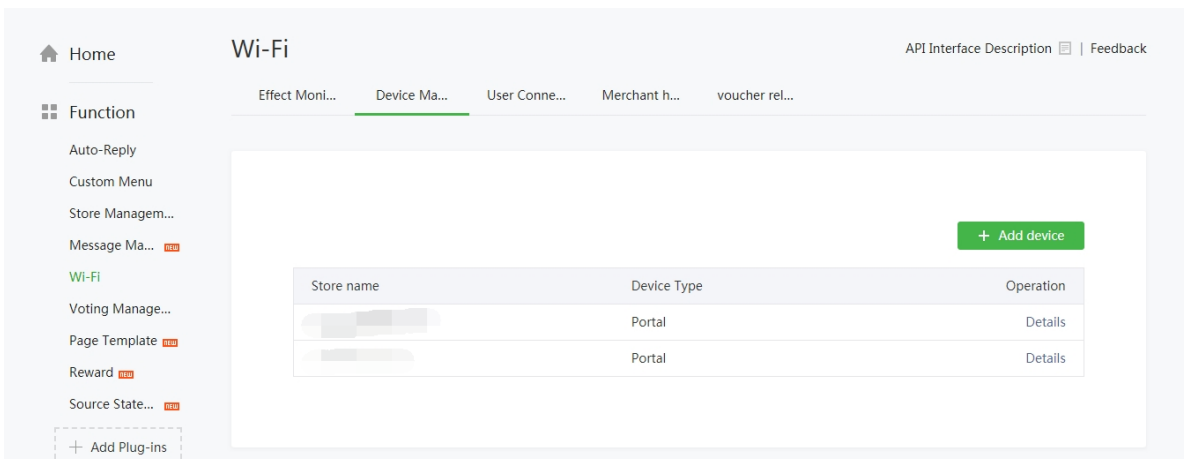 Home
Function
Auto-Reply
Custom Menu
Store Managem...
Message Ma... new
Wi-Fi
Voting Manage...
Page Template new
Reward new
Source State... new
+ Add Plug-ins
Wi-Fi
API Interface Description | Feedback
Effect Moni... Device Ma... User Conne... Merchant h... voucher rel...
+ Add device
Store name Device Type Operation
Portal Details
Portal Details